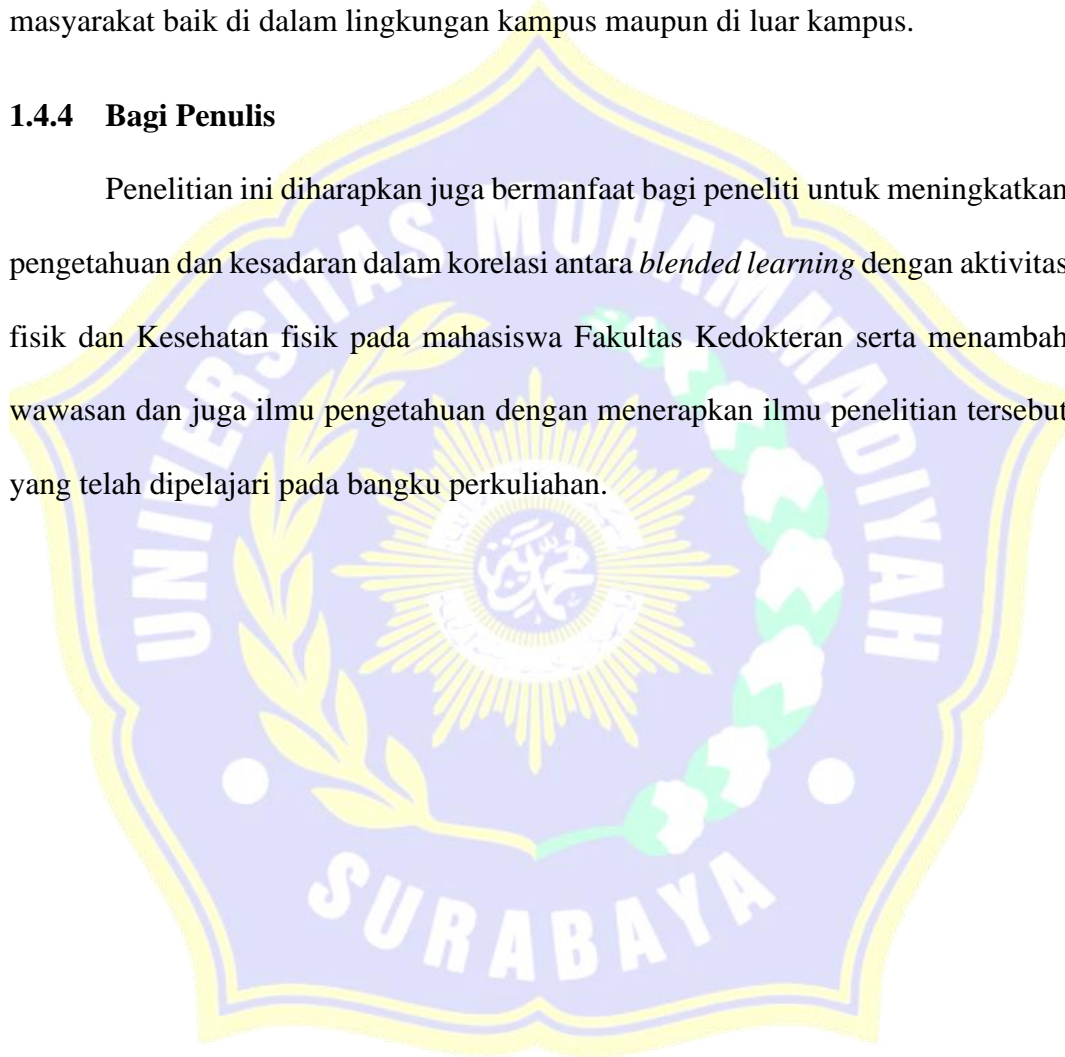 masyarakat baik di dalam lingkungan kampus maupun di luar kampus.
1.4.4 Bagi Penulis
Penelitian ini diharapkan juga bermanfaat bagi peneliti untuk meningkatkan
pengetahuan dan kesadaran dalam korelasi antara blended learning dengan aktivitas
fisik dan Kesehatan fisik pada mahasiswa Fakultas Kedokteran serta menambah
wawasan dan juga ilmu pengetahuan dengan menerapkan ilmu penelitian tersebut
yang telah dipelajari pada bangku perkuliahan.
UNIVERSITAS MUHAMMADIYAH
SURABAYA